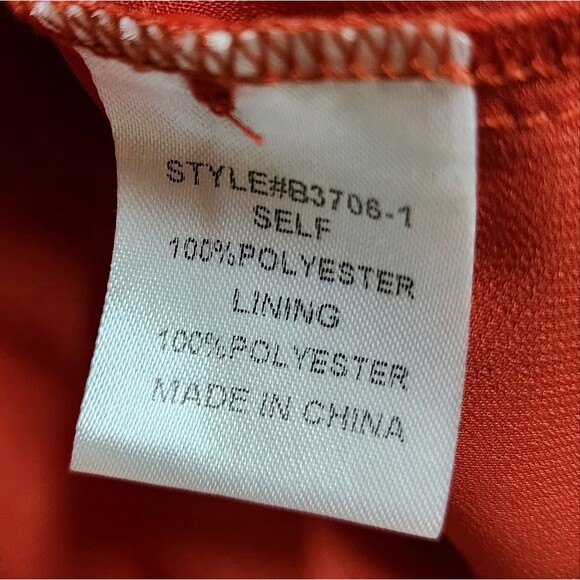 STYLE#B3706-1
SELF
100%POLYESTER
LINING
100%POLYESTER
MADE IN CHINA